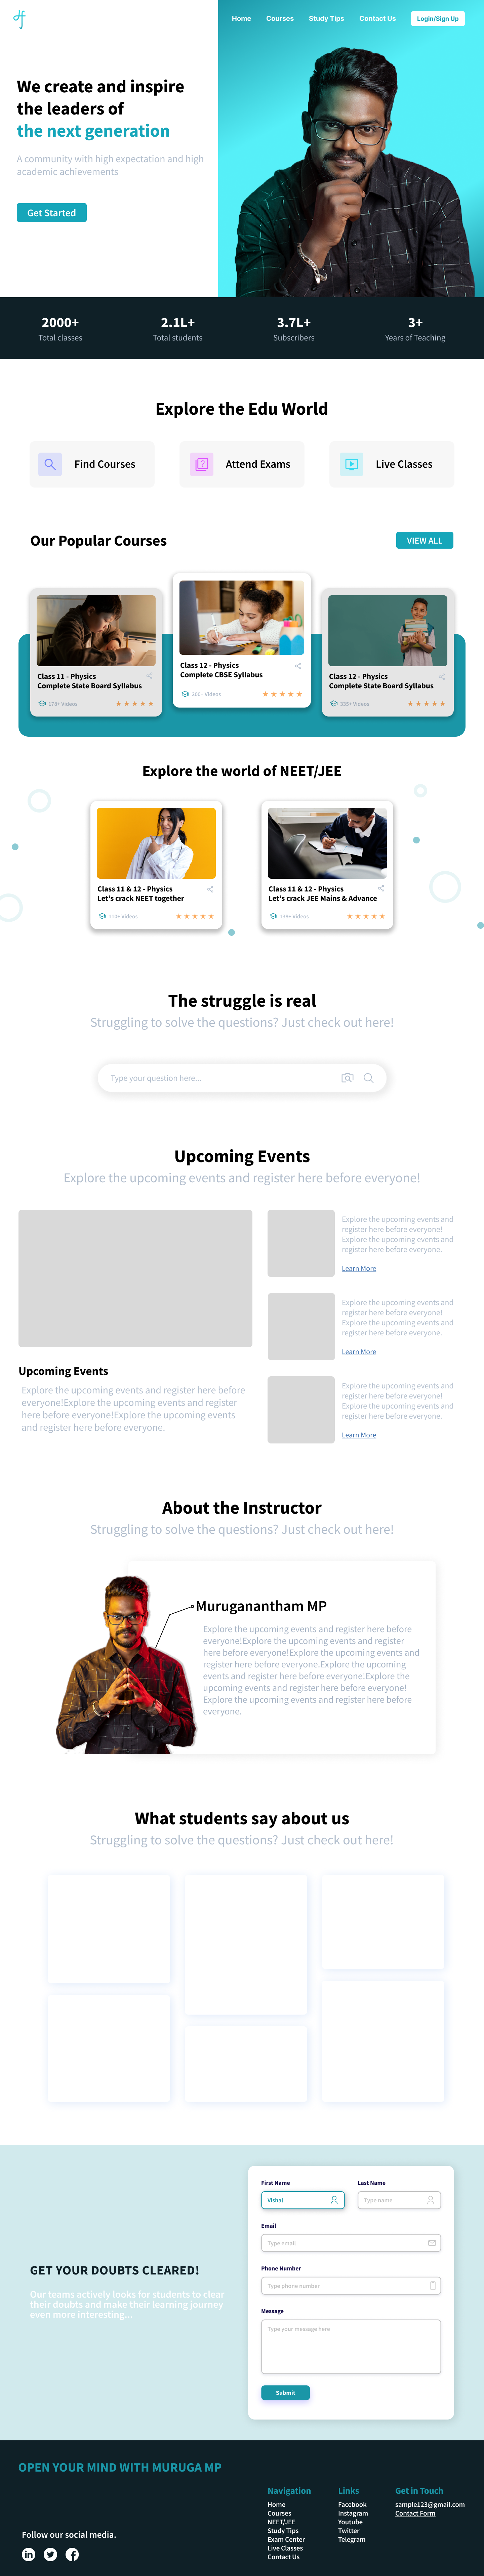 Home Courses Study Tips Contact Us Login/Sign Up
We create and inspire
the leaders of
the next generation
A community with high expectation and high
academic achievements
Get Started
2000+ 2.1L+ 3.7L+ 3+
Total classes Total students Subscribers Years of Teaching
Explore the Edu World
Find Courses Attend Exams Live Classes
Our Popular Courses VIEW ALL
Class 11 - Physics
Complete State Board Syllabus
178+ Videos
Class 12 - Physics
Complete CBSE Syllabus
200+ Videos
Class 12 - Physics
Complete State Board Syllabus
335+ Videos
Explore the world of NEET/JEE
Class 11 & 12 - Physics
Let's crack NEET together
Videos
Class 11 & 12 - Physics
Let's crack JEE Mains & Advance
Videos
The struggle is real
Struggling to solve the questions? Just check out here!
Type your question here...
Upcoming Events
Explore the upcoming events and register here before everyone!
Upcoming Events
Explore the upcoming events and register here before
everyone!Explore the upcoming events and register
here before everyone!Explore the upcoming events
and register here before everyone.
Explore the upcoming events and
register here before everyone!
Explore the upcoming events and
register here before everyone.
Learn More
Explore the upcoming events and
register here before everyone!
Explore the upcoming events and
register here before everyone.
Learn More
Explore the upcoming events and
register here before everyone!
Explore the upcoming events and
register here before everyone.
Learn More
About the Instructor
Struggling to solve the questions? Just check out here!
Muruganantham MP
Explore the upcoming events and register here before
everyone!Explore the upcoming events and register
here before everyone!Explore the upcoming events and
register here before everyone.Explore the upcoming
events and register here before everyone!Explore the
upcoming events and register here before everyone!
Explore the upcoming events and register here before
everyone.
What students say about us
Struggling to solve the questions? Just check out here!
GET YOUR DOUBTS CLEARED!
Our teams actively looks for students to clear
their doubts and make their learning journey
even more interesting...
First Name Last Name
Vishal Type name
Email
Type email
Phone Number
Type phone number
Message
Type your message here
Submit
OPEN YOUR MIND WITH MURUGA MP
Follow our social media.
Navigation
Home
Courses
NEET/JEE
Study Tips
Exam Center
Live Classes
Contact Us
Links
Facebook
Instagram
Youtube
Twitter
Telegram
Get in Touch
sample123@gmail.com
Contact Form